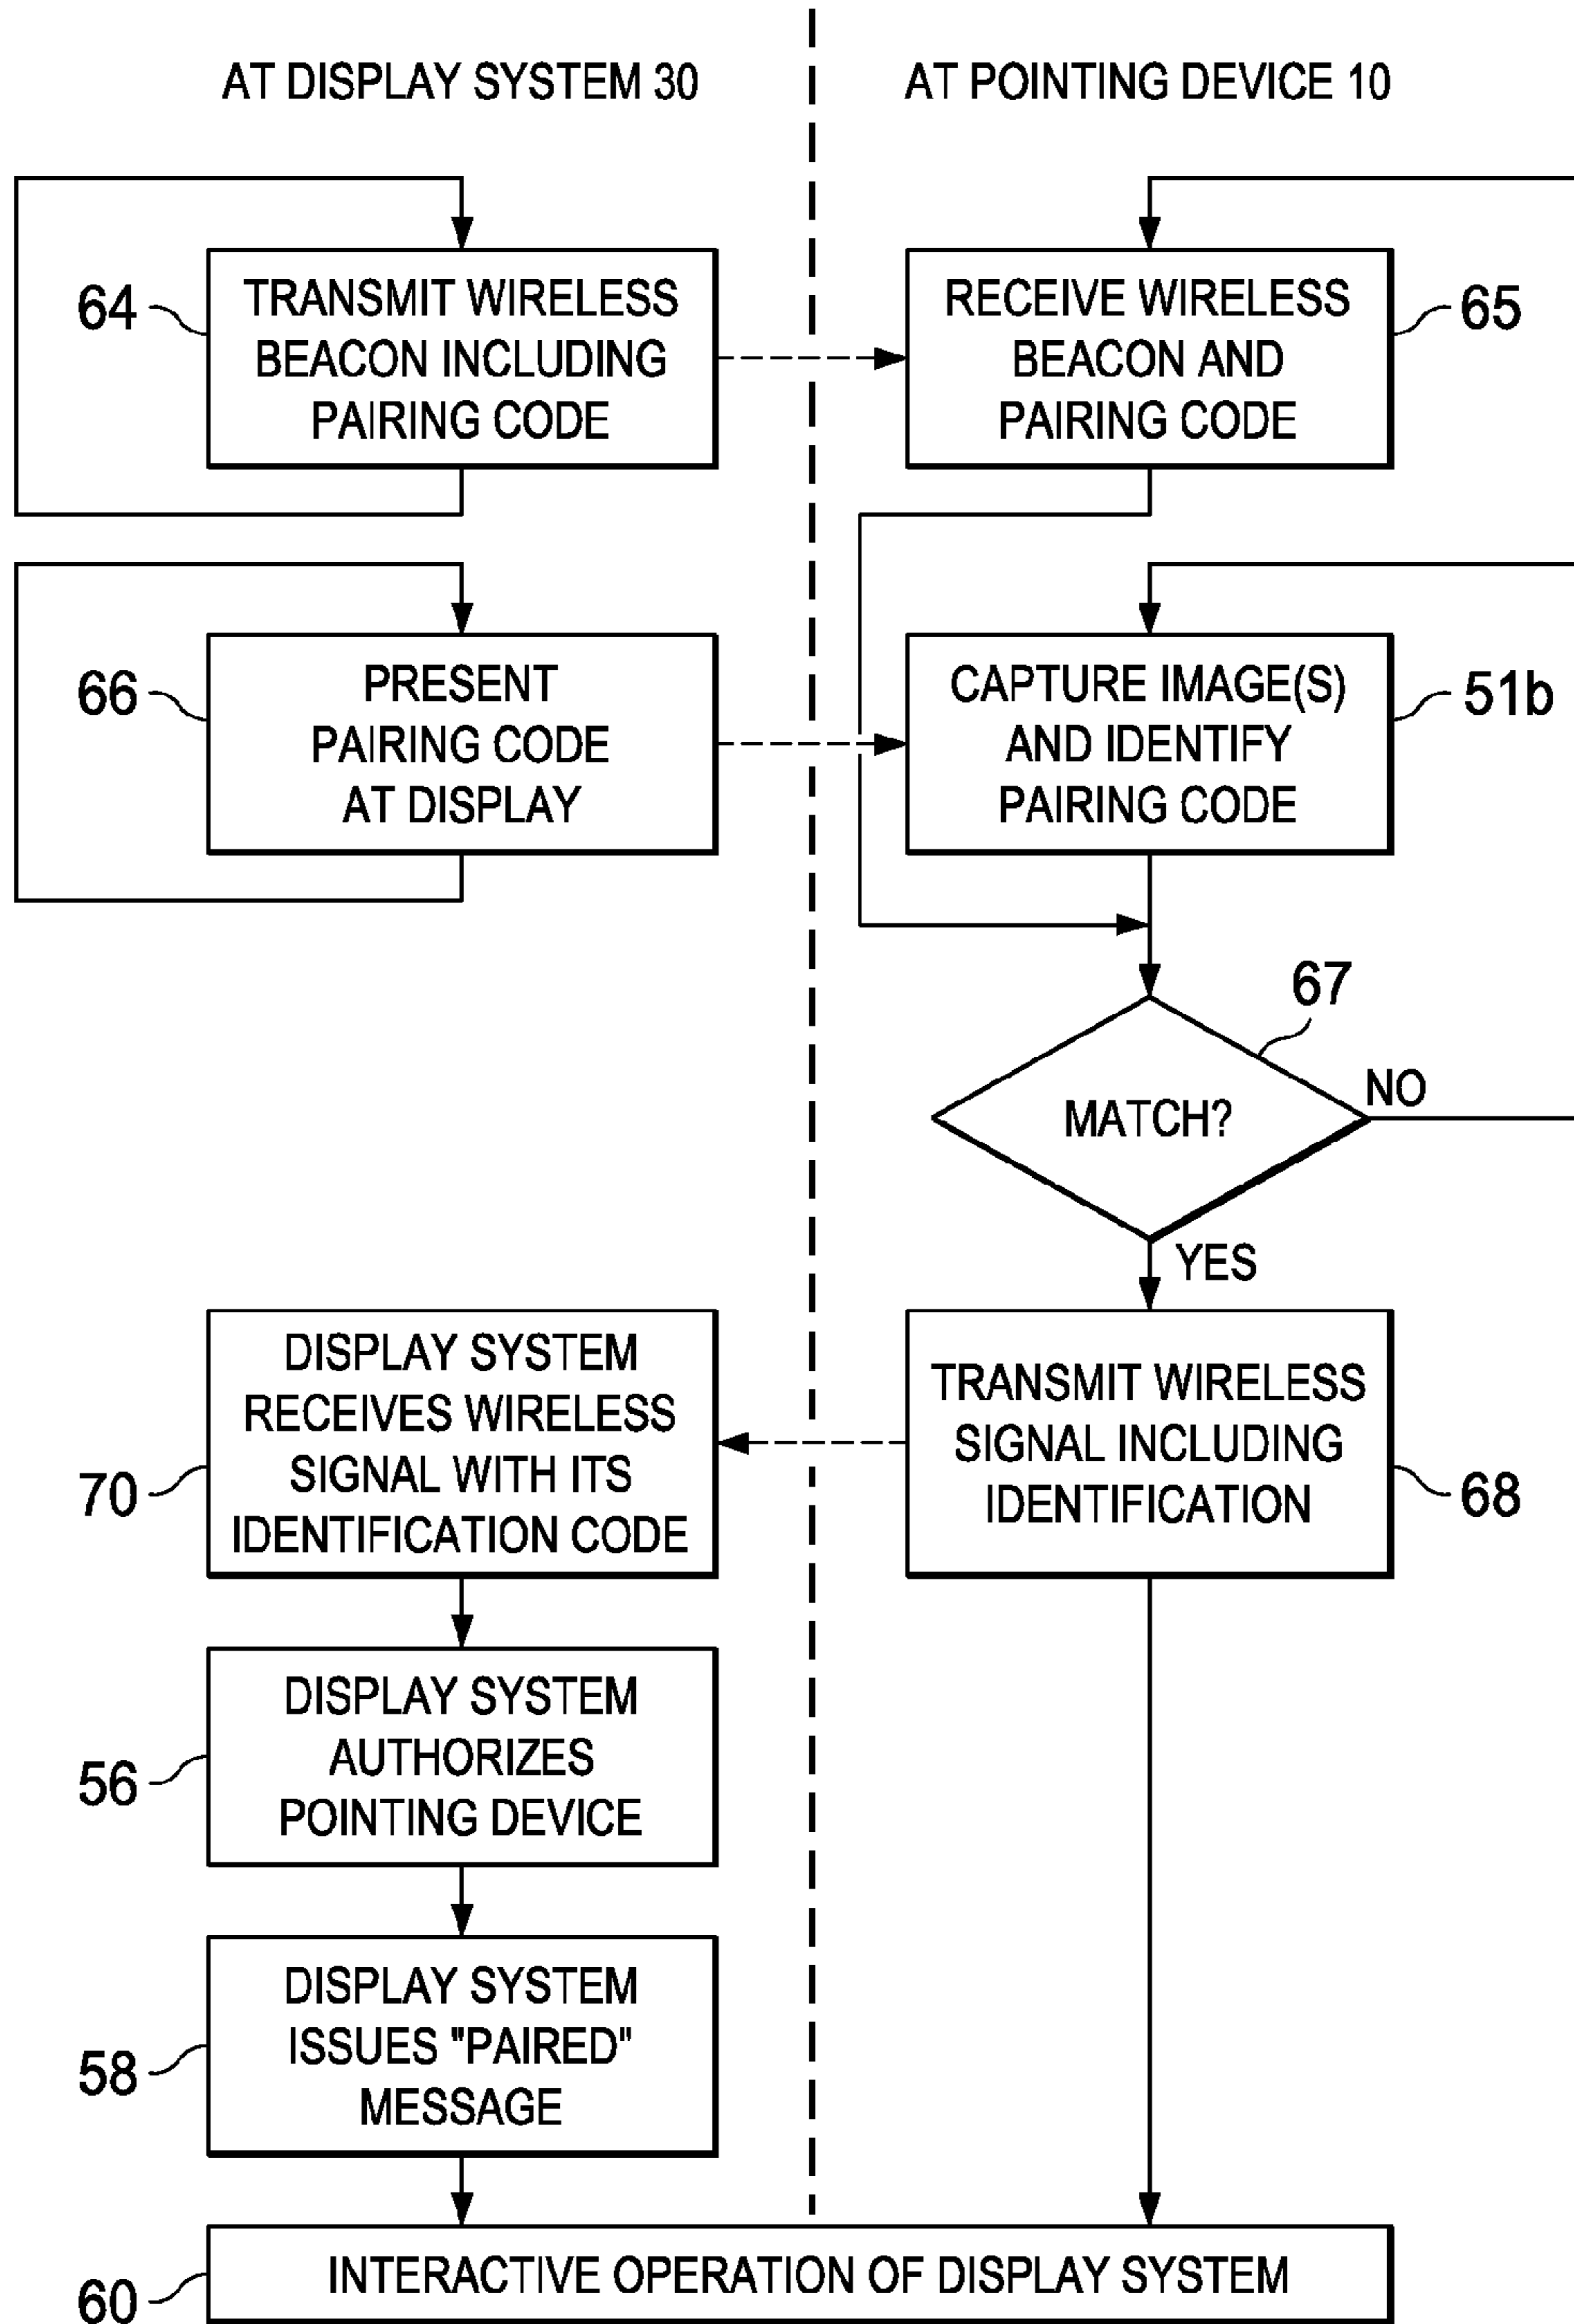 AT DISPLAY SYSTEM 30
AT POINTING DEVICE 10
64
TRANSMIT WIRELESS
BEACON INCLUDING
PAIRING CODE
RECEIVE WIRELESS
BEACON AND
PAIRING CODE
65
66
PRESENT
PAIRING CODE
AT DISPLAY
CAPTURE IMAGE(S)
AND IDENTIFY
PAIRING CODE
51b
67
MATCH?
NO
YES
70
DISPLAY SYSTEM
RECEIVES WIRELESS
SIGNAL WITH ITS
IDENTIFICATION CODE
TRANSMIT WIRELESS
SIGNAL INCLUDING
IDENTIFICATION
68
56
DISPLAY SYSTEM
AUTHORIZES
POINTING DEVICE
58
DISPLAY SYSTEM
ISSUES "PAIRED"
MESSAGE
60
INTERACTIVE OPERATION OF DISPLAY SYSTEM